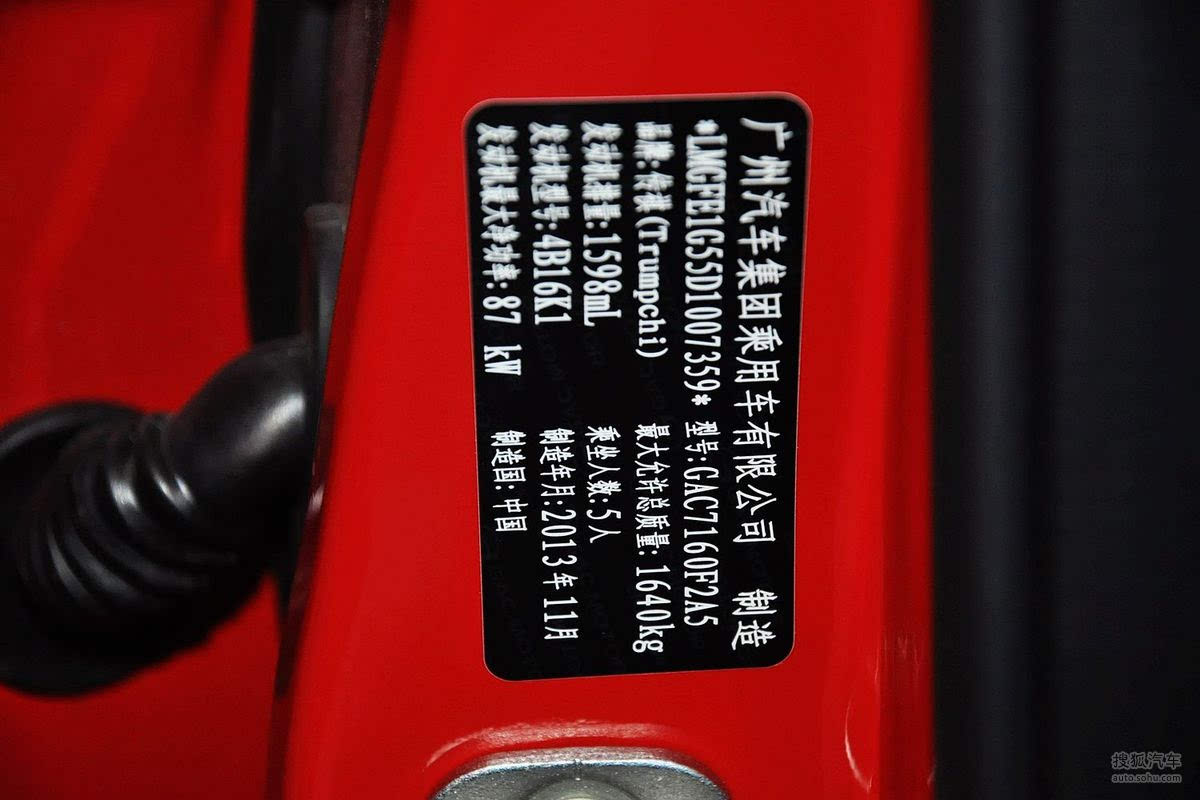 广州汽车集团乘用车有限公司 制造
*LMGFE1G55D1007359* 型号:GAC7160F2A5
品牌:传祺(Trumpchi) 最大允许总质量:1640kg
发动机排量:1598mL 乘坐人数:5人
发动机型号:4B16K1 制造年月:2013年11月
发动机最大净功率:87 kW 制造国:中国
搜狐汽车
auto.sohu.com